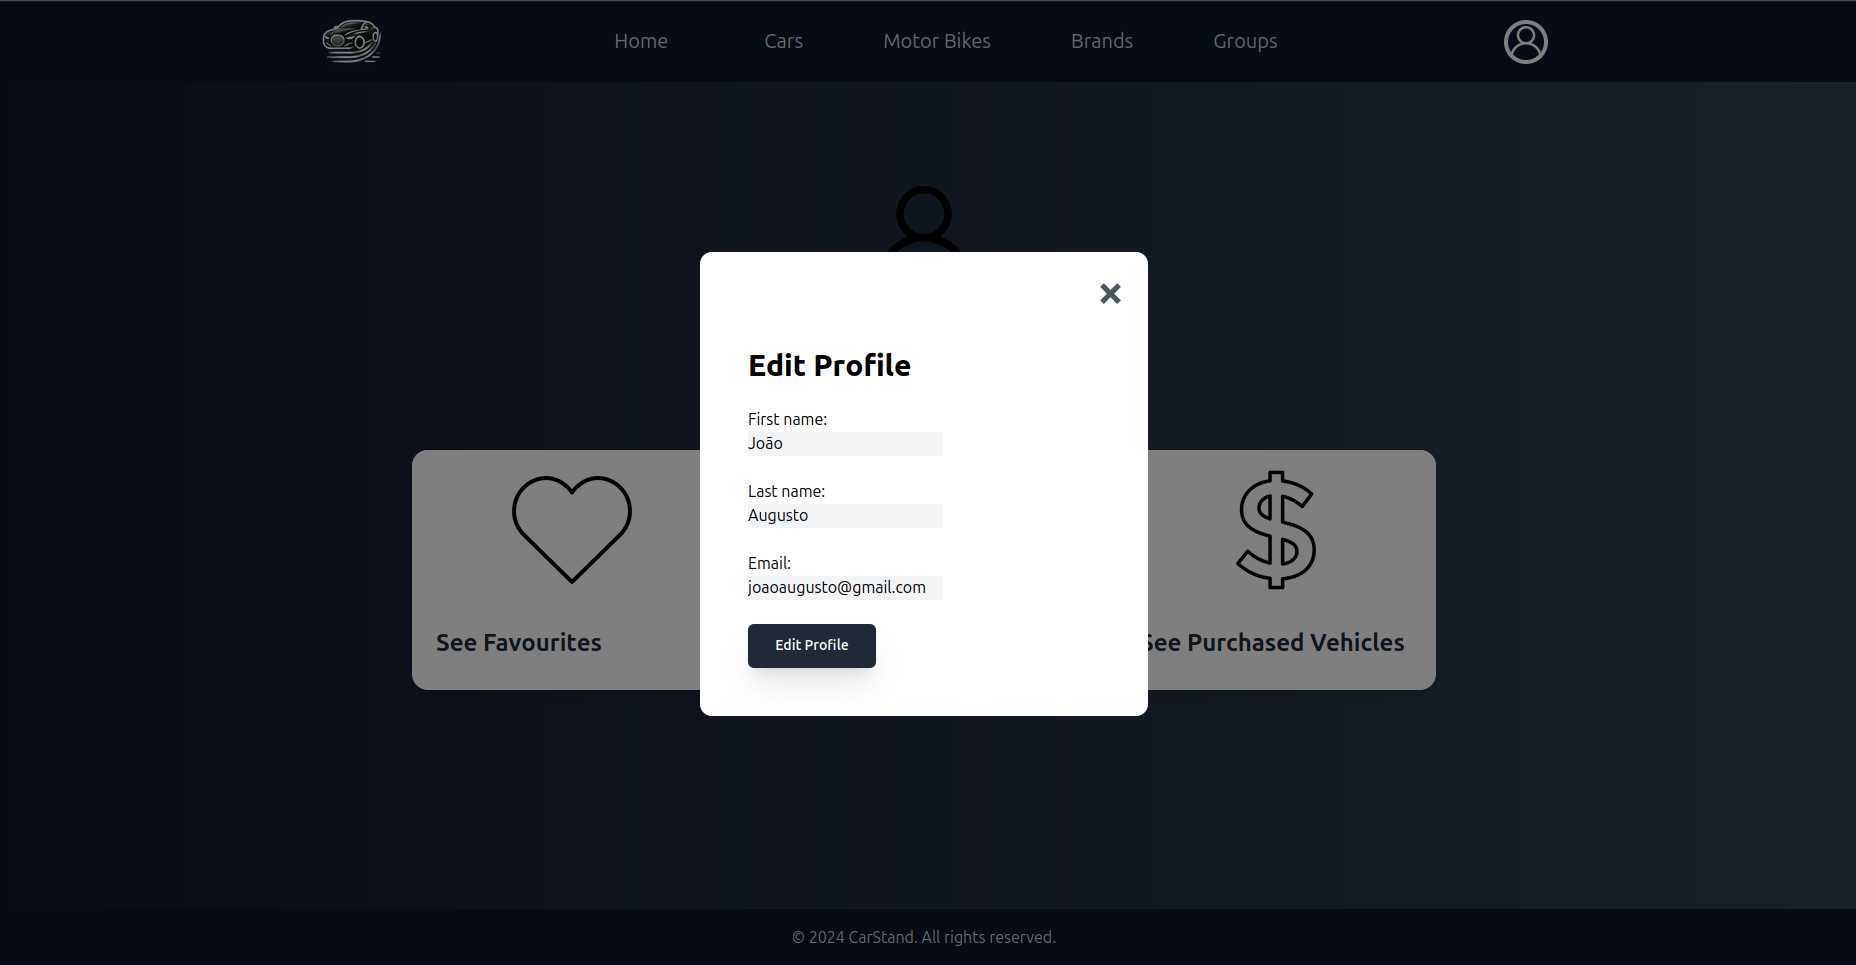 Home Cars Motor Bikes Brands Groups
Edit Profile
First name:
João
Last name:
Augusto
Email:
joaoaugusto@gmail.com
Edit Profile
See Favourites
See Purchased Vehicles
© 2024 CarStand. All rights reserved.